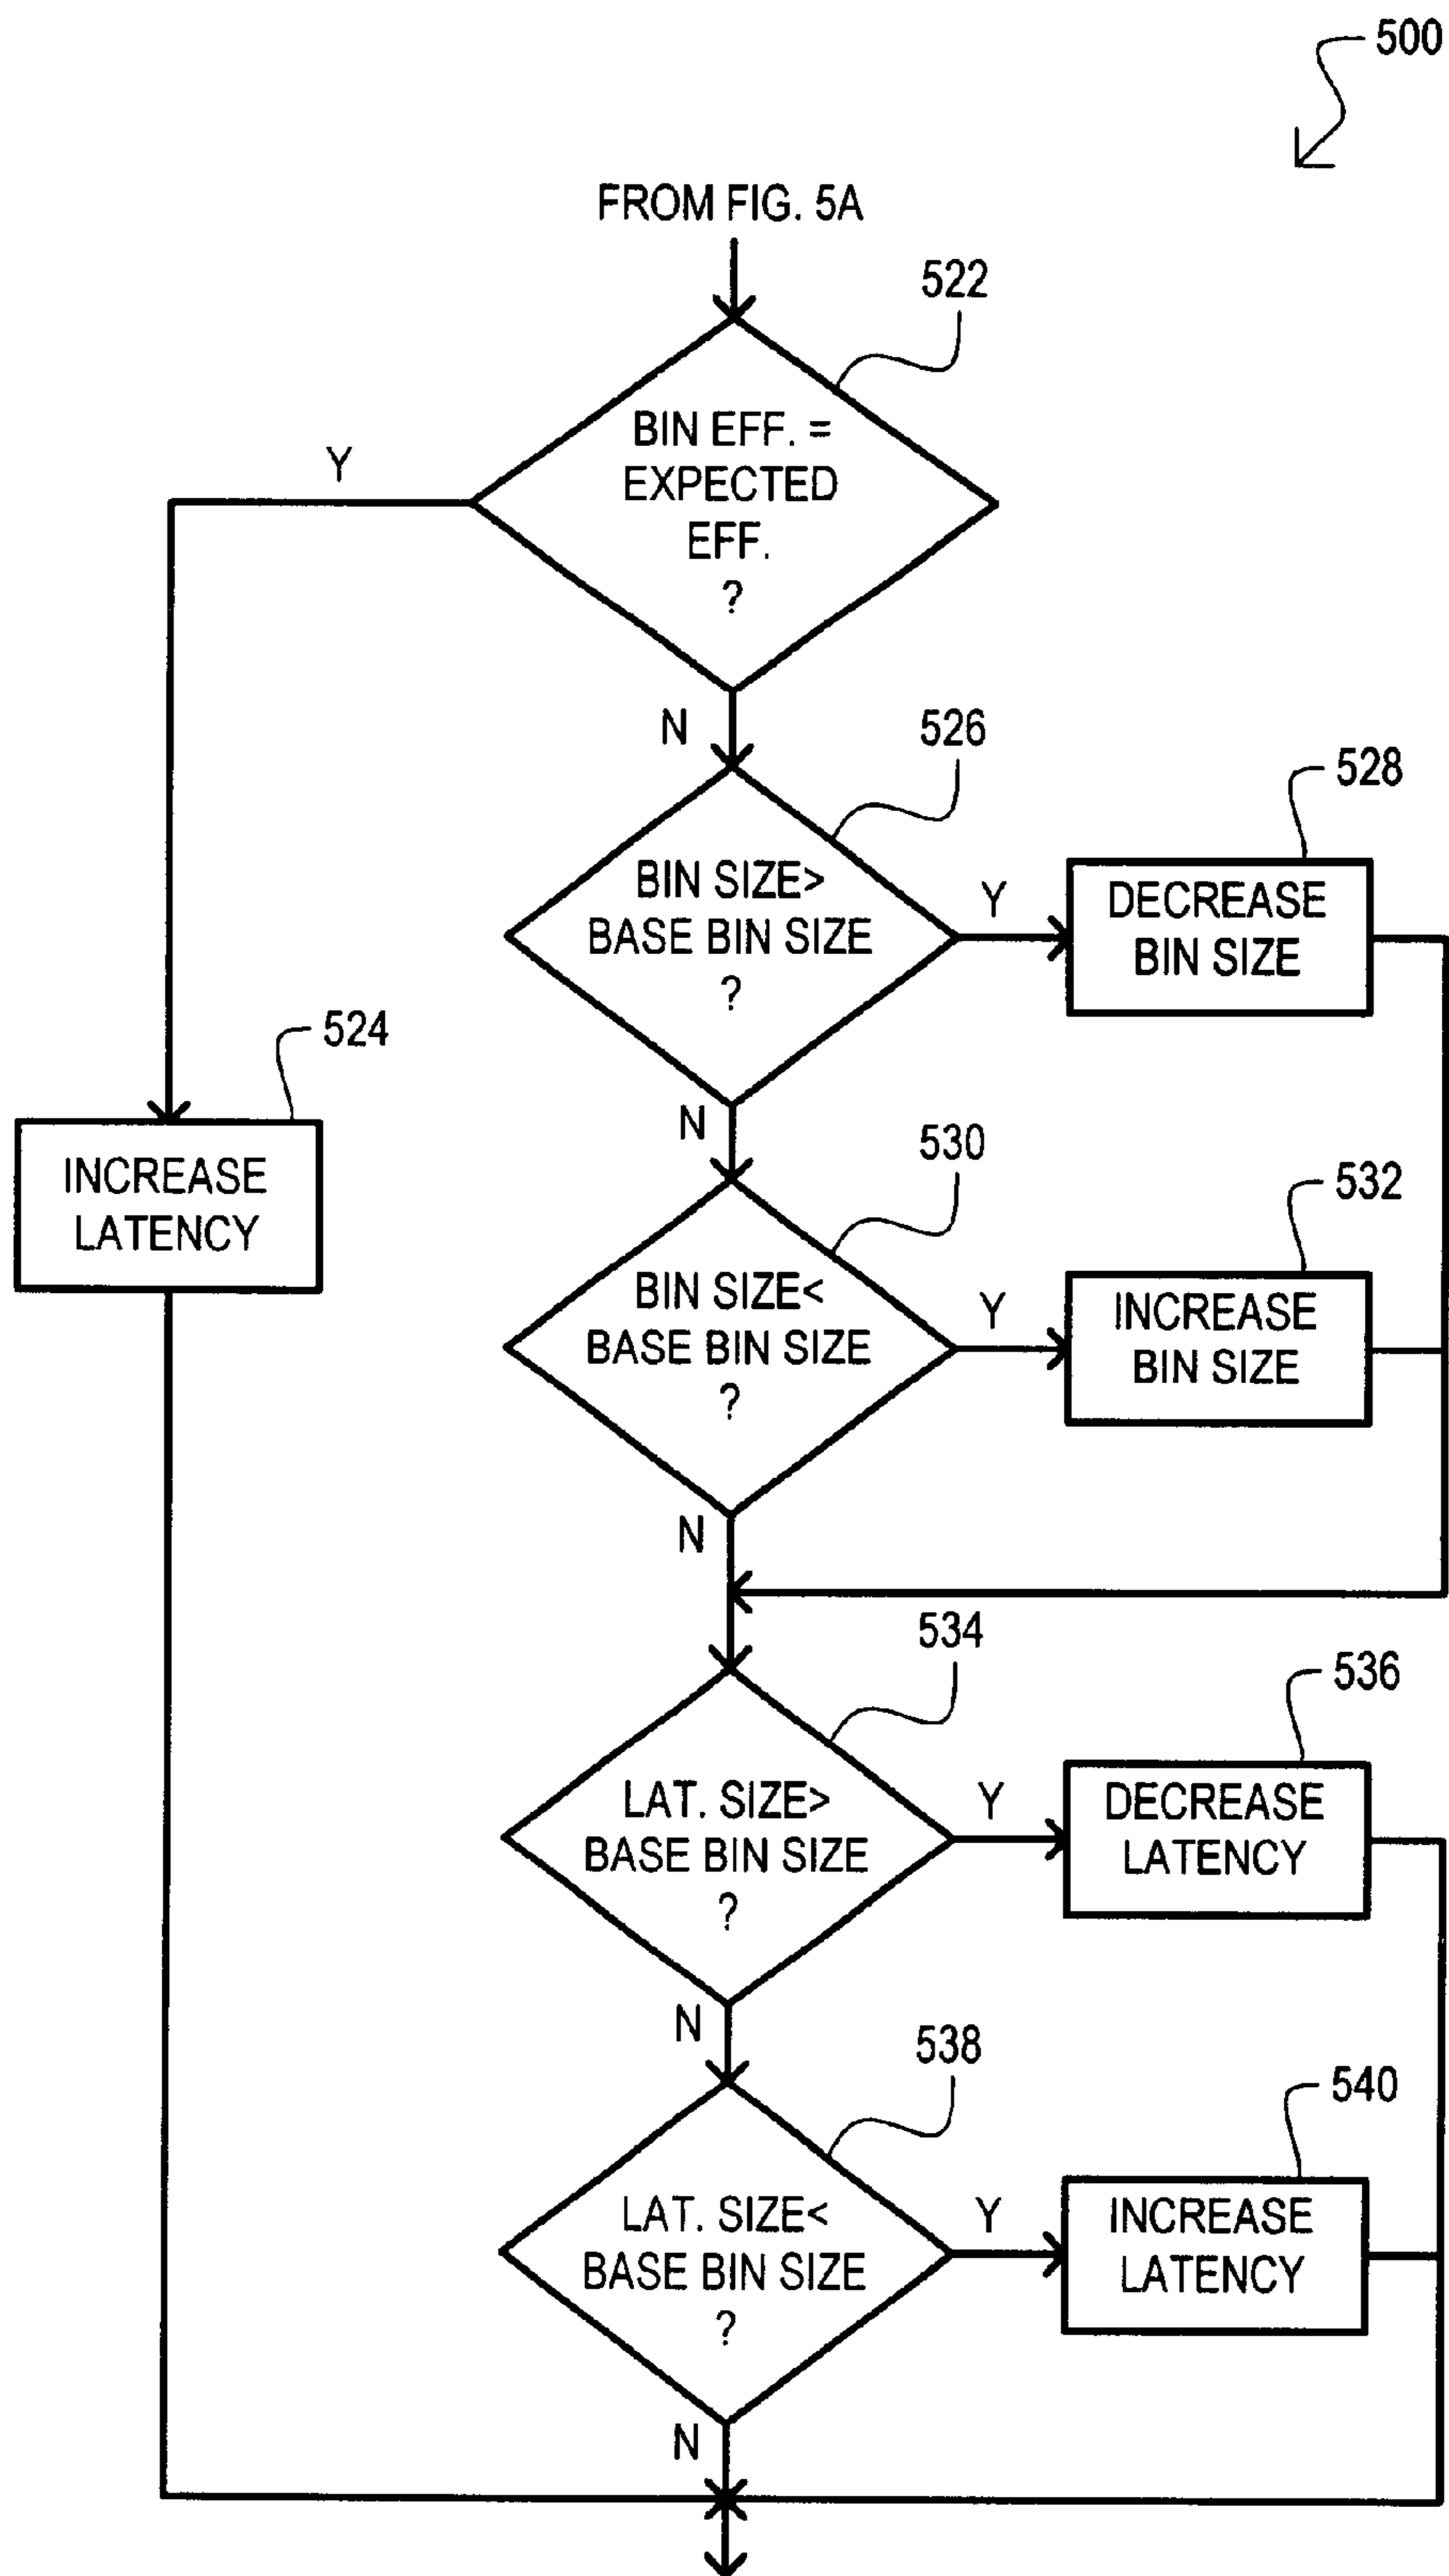 500
FROM FIG. 5A
522
BIN EFF. =
EXPECTED
EFF.
?
Y
N
526
BIN SIZE>
BASE BIN SIZE
?
Y
528
DECREASE
BIN SIZE
524
INCREASE
LATENCY
N
530
BIN SIZE<
BASE BIN SIZE
?
Y
532
INCREASE
BIN SIZE
N
534
LAT. SIZE>
BASE BIN SIZE
?
Y
536
DECREASE
LATENCY
N
538
LAT. SIZE<
BASE BIN SIZE
?
Y
540
INCREASE
LATENCY
N